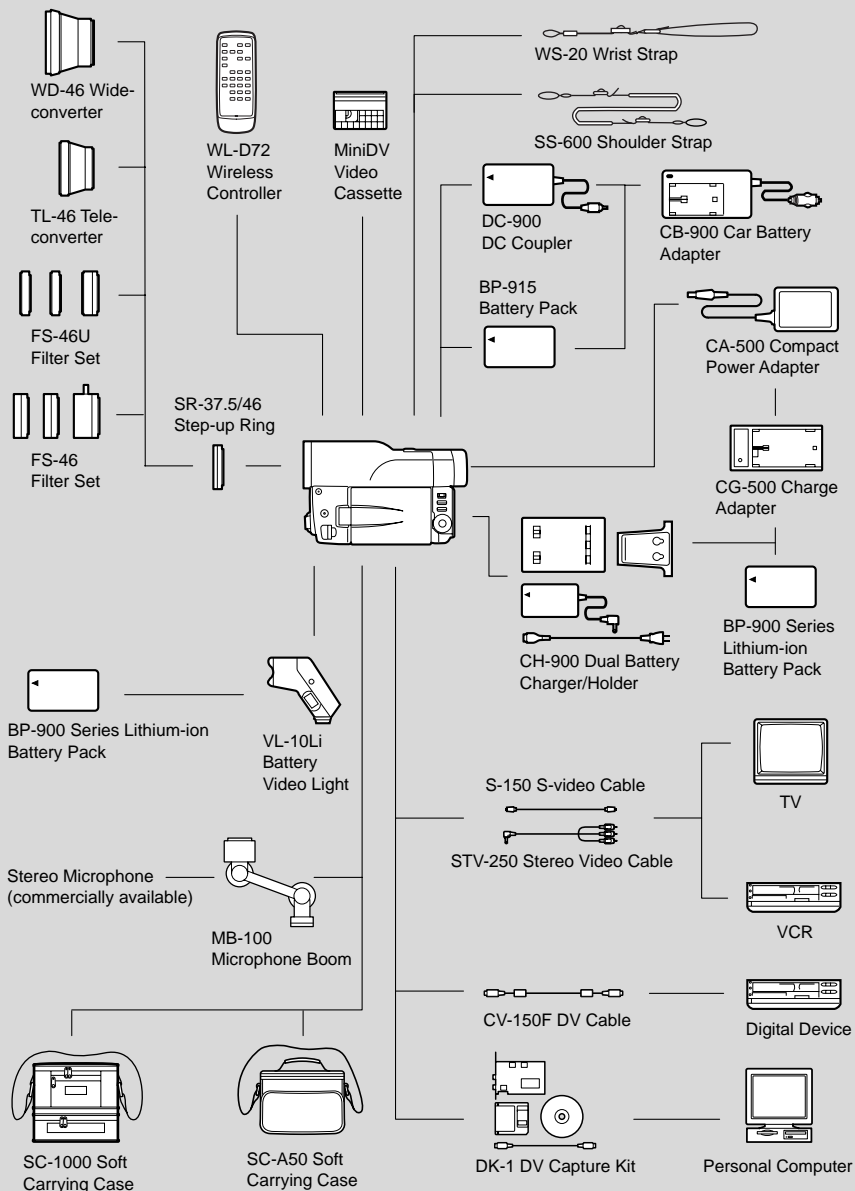 WS-20 Wrist Strap
WD-46 Wide-
converter
SS-600 Shoulder Strap
WL-D72
Wireless
Controller
MiniDV
Video
Cassette
TL-46 Tele-
converter
DC-900
DC Coupler
CB-900 Car Battery
Adapter
BP-915
Battery Pack
FS-46U
Filter Set
CA-500 Compact
Power Adapter
SR-37.5/46
Step-up Ring
FS-46
Filter Set
CG-500 Charge
Adapter
BP-900 Series
Lithium-ion
Battery Pack
CH-900 Dual Battery
Charger/Holder
BP-900 Series Lithium-ion
Battery Pack
VL-10Li
Battery
Video Light
S-150 S-video Cable
TV
STV-250 Stereo Video Cable
Stereo Microphone
(commercially available)
MB-100
Microphone Boom
VCR
CV-150F DV Cable
Digital Device
SC-1000 Soft
Carrying Case
SC-A50 Soft
Carrying Case
DK-1 DV Capture Kit
Personal Computer